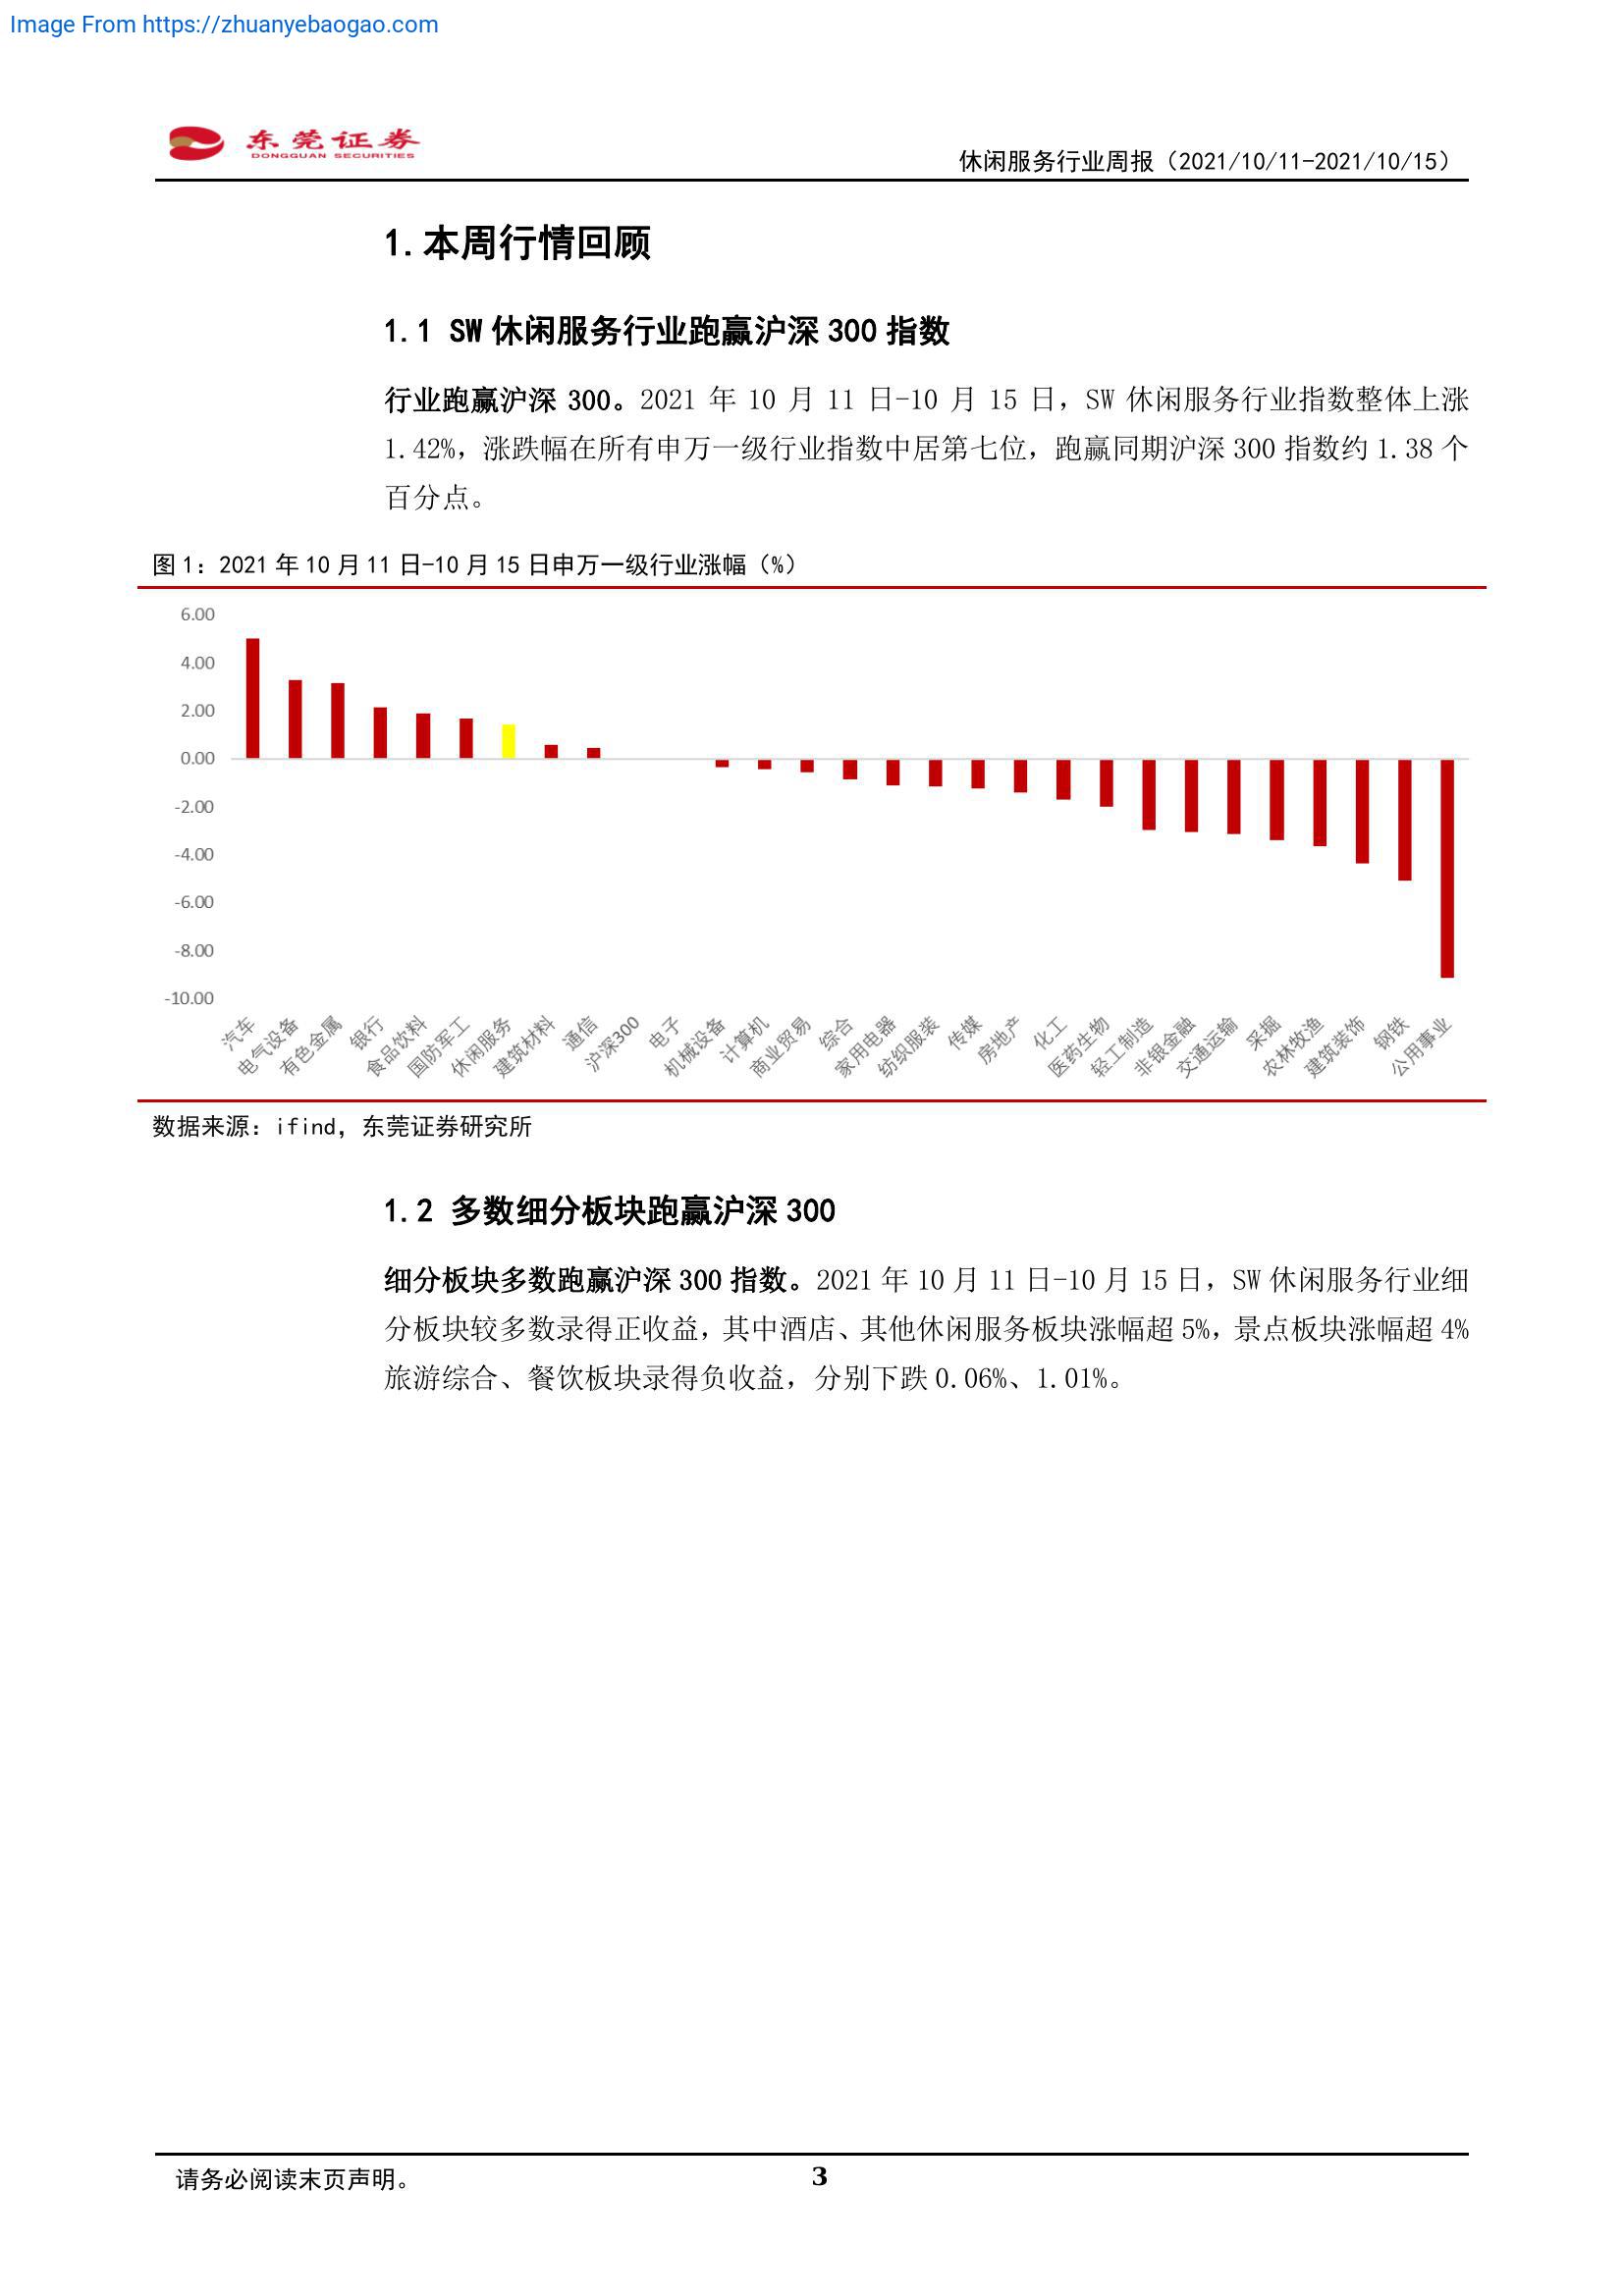 Image From https://zhuanyebaogao.com
东莞证券
DONGGUAN SECURITIES
休闲服务行业周报（2021/10/11-2021/10/15）
1.本周行情回顾
1.1 SW 休闲服务行业跑赢沪深 300 指数
行业跑赢沪深 300。2021 年 10 月 11 日-10 月 15 日，SW 休闲服务行业指数整体上涨
1.42%，涨跌幅在所有申万一级行业指数中居第七位，跑赢同期沪深 300 指数约 1.38 个
百分点。
图 1：2021 年 10 月 11 日-10 月 15 日申万一级行业涨幅（%）
6.00
4.00
2.00
0.00
-2.00
-4.00
-6.00
-8.00
-10.00
汽车
电气设备
有色金属
银行
食品饮料
国防军工
休闲服务
建筑材料
通信
沪深300
电子
机械设备
计算机
商业贸易
综合
家用电器
纺织服装
传媒
房地产
化工
医药生物
轻工制造
非银金融
交通运输
采掘
农林牧渔
建筑装饰
钢铁
公用事业
数据来源：ifind，东莞证券研究所
1.2 多数细分板块跑赢沪深 300
细分板块多数跑赢沪深 300 指数。2021 年 10 月 11 日-10 月 15 日，SW 休闲服务行业细
分板块较多数录得正收益，其中酒店、其他休闲服务板块涨幅超 5%，景点板块涨幅超 4%
旅游综合、餐饮板块录得负收益，分别下跌 0.06%、1.01%。
请务必阅读末页声明。
3